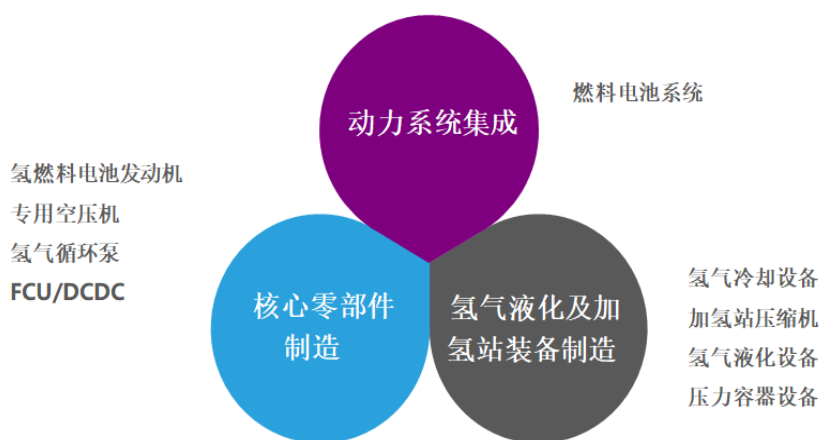 动力系统集成
燃料电池系统
氢燃料电池发动机
专用空压机
氢气循环泵
FCU/DCDC
核心零部件
制造
氢气液化及加
氢站装备制造
氢气冷却设备
加氢站压缩机
氢气液化设备
压力容器设备